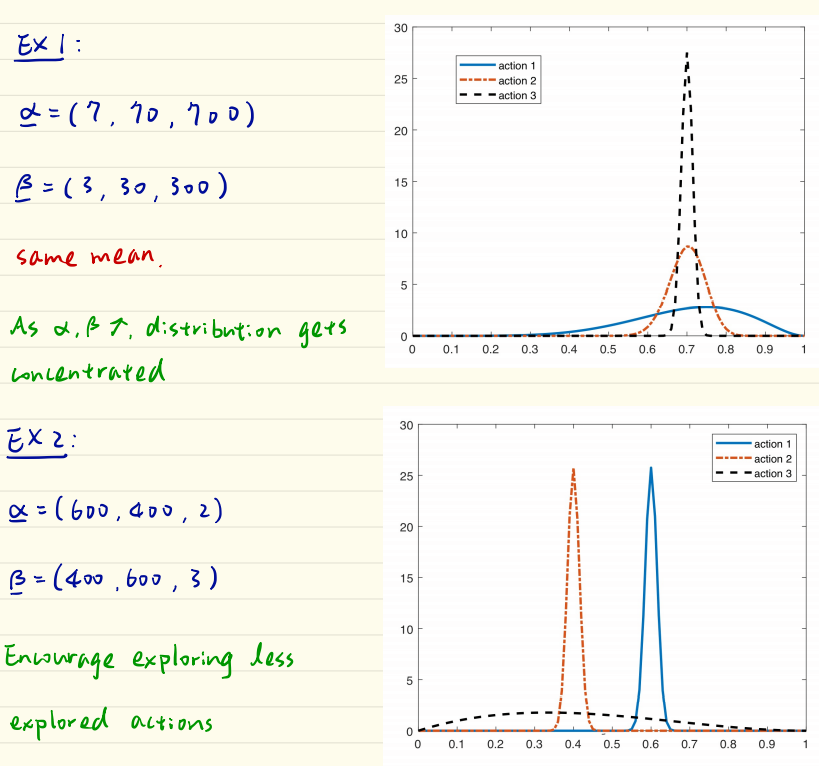 EX 1:
α = (7, 70, 700)
β = (3, 30, 300)
same mean.
As α, β ↑, distribution gets
concentrated
30
25
20
15
10
5
0
0 0.1 0.2 0.3 0.4 0.5 0.6 0.7 0.8 0.9 1
action 1
action 2
action 3
EX 2:
α = (600, 400, 2)
β = (400, 600, 3)
Encourage exploring less
explored actions
30
25
20
15
10
5
0
0 0.1 0.2 0.3 0.4 0.5 0.6 0.7 0.8 0.9 1
action 1
action 2
action 3